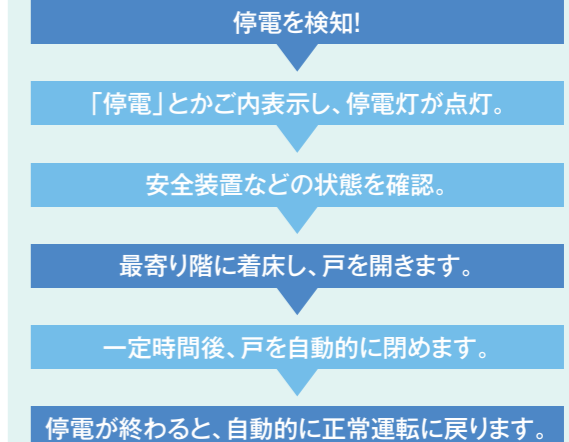 停電を検知!
「停電」とかご内表示し、停電灯が点灯。
安全装置などの状態を確認。
最寄り階に着床し、戸を開きます。
一定時間後、戸を自動的に閉めます。
停電が終わると、自動的に正常運転に戻ります。